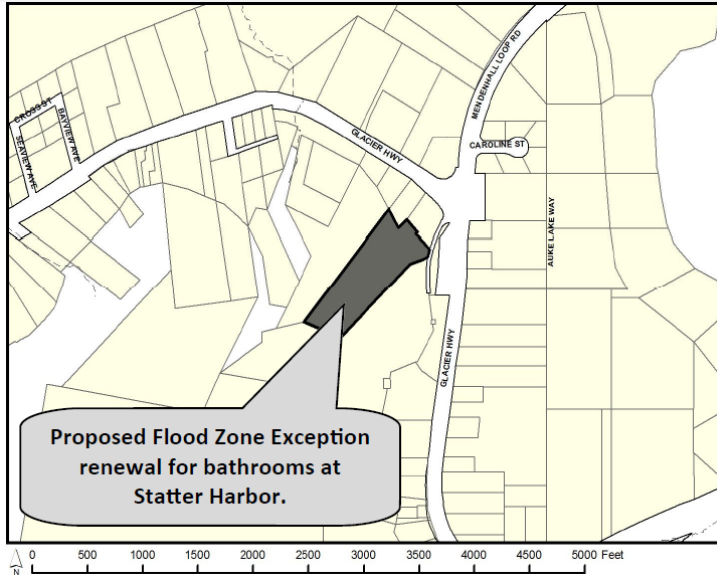 MENDENHALL LOOP RD
CROSS ST
BAYVIEW AVE
SEAVIEW AVE
GLACIER HWY
CAROLINE ST
AUKE LAKE WAY
GLACIER HWY
Proposed Flood Zone Exception
renewal for bathrooms at
Statter Harbor.
N
0 500 1000 1500 2000 2500 3000 3500 4000 4500 5000 Feet